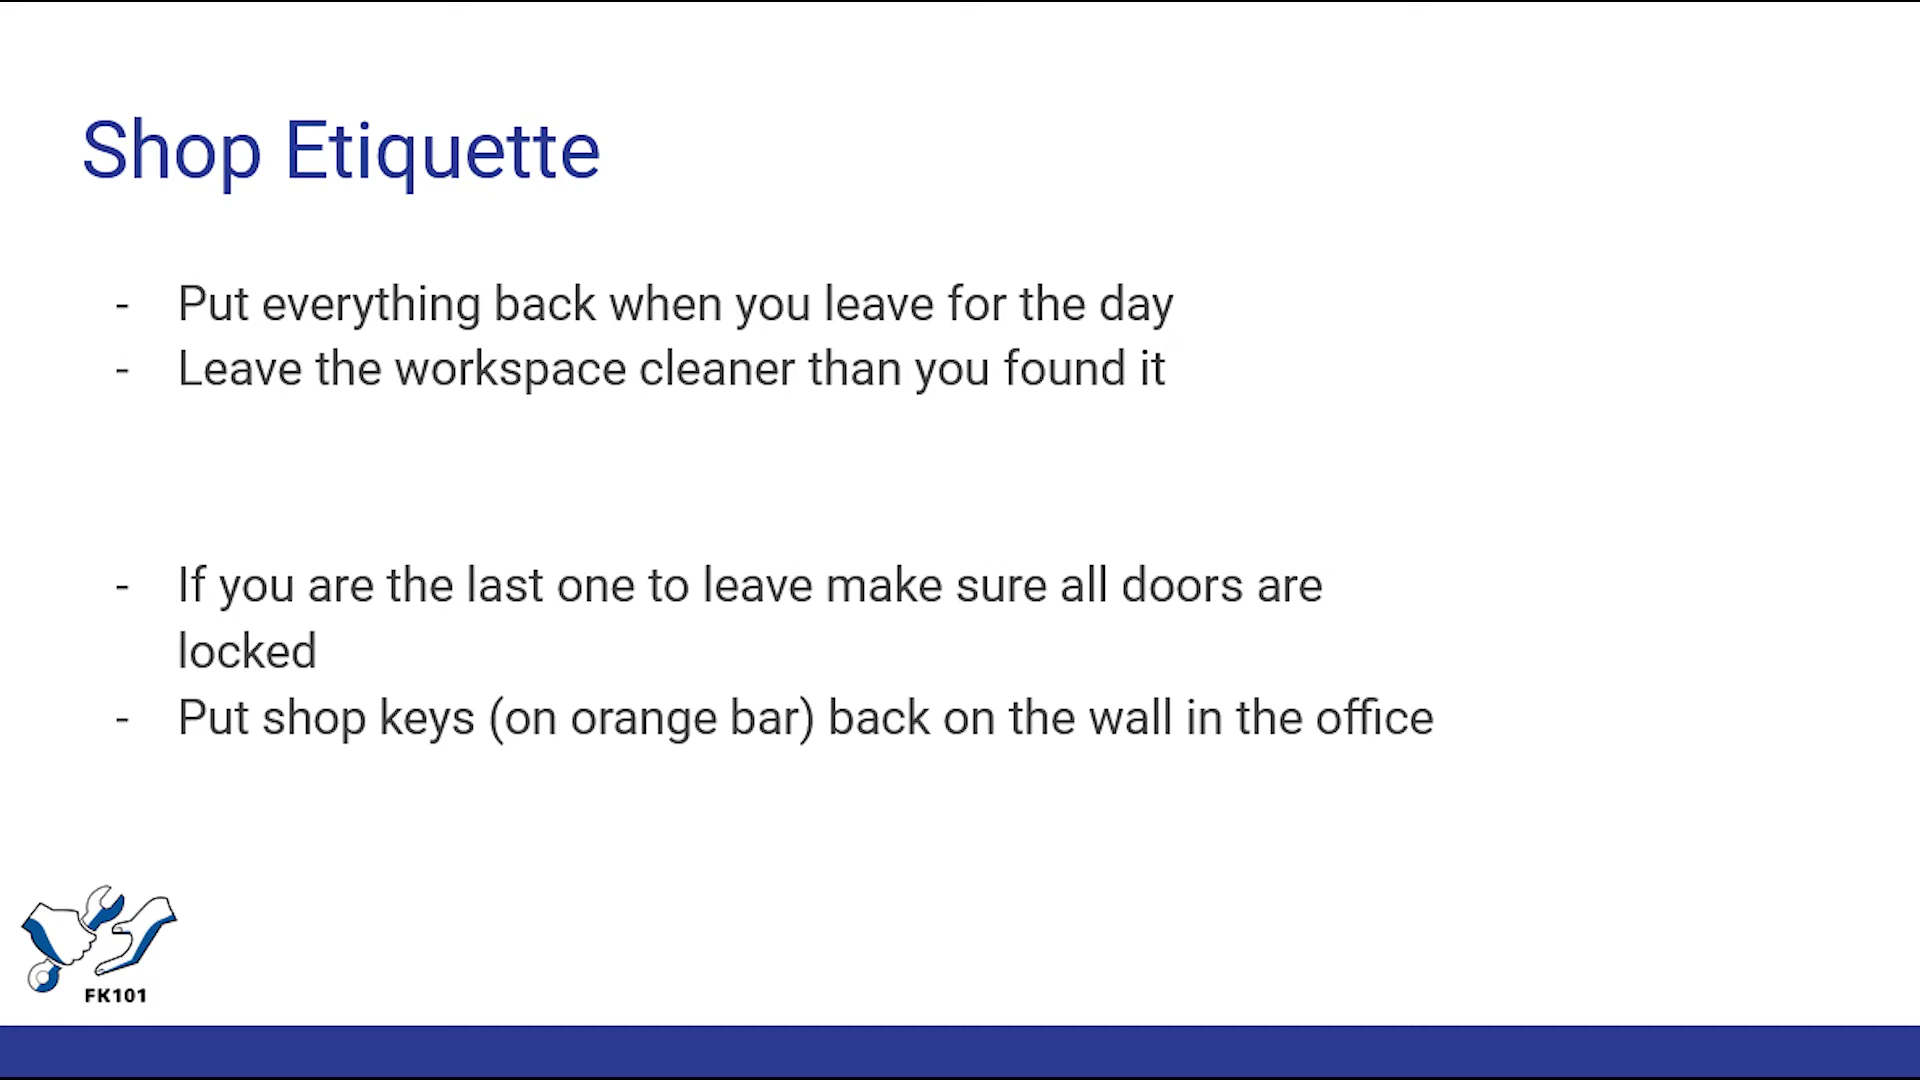 Shop Etiquette
- Put everything back when you leave for the day
- Leave the workspace cleaner than you found it
- If you are the last one to leave make sure all doors are
locked
- Put shop keys (on orange bar) back on the wall in the office
FK101